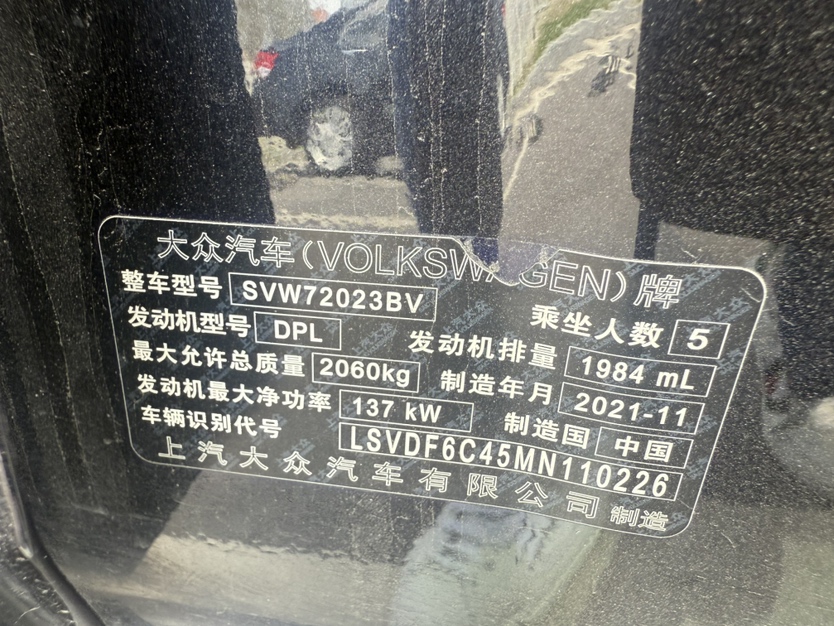 大众汽车(VOLKSWAGEN)牌
整车型号 SVW72023BV 乘坐人数 5
发动机型号 DPL 发动机排量 1984 mL
最大允许总质量 2060kg 制造年月 2021-11
发动机最大净功率 137 kW 制造国 中国
车辆识别代号 LSVDF6C45MN110226
上汽大众汽车有限公司 制造